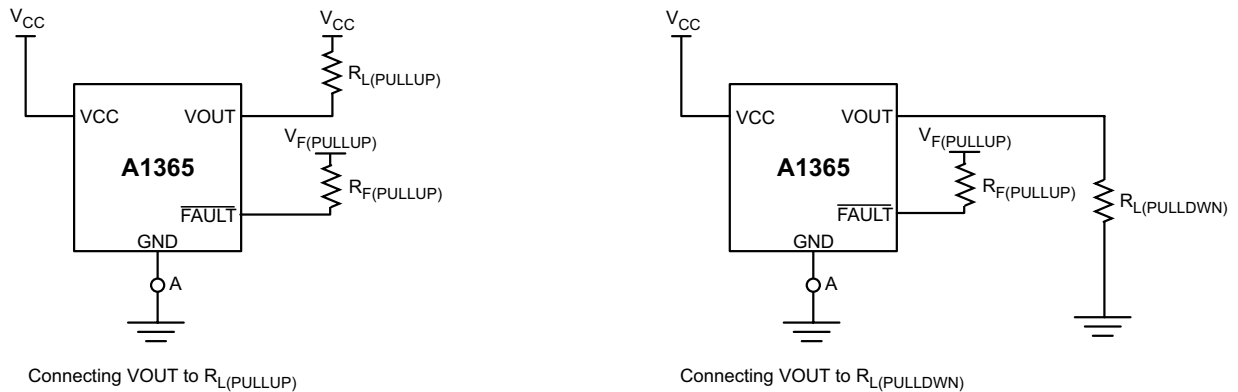 VCC
VCC
RL(PULLUP)
VCC
VOUT
VF(PULLUP)
A1365
RF(PULLUP)
FAULT
GND
A
Connecting VOUT to RL(PULLUP)
VCC
VCC
VOUT
VF(PULLUP)
A1365
RF(PULLUP)
RL(PULLDWN)
FAULT
GND
A
Connecting VOUT to RL(PULLDWN)